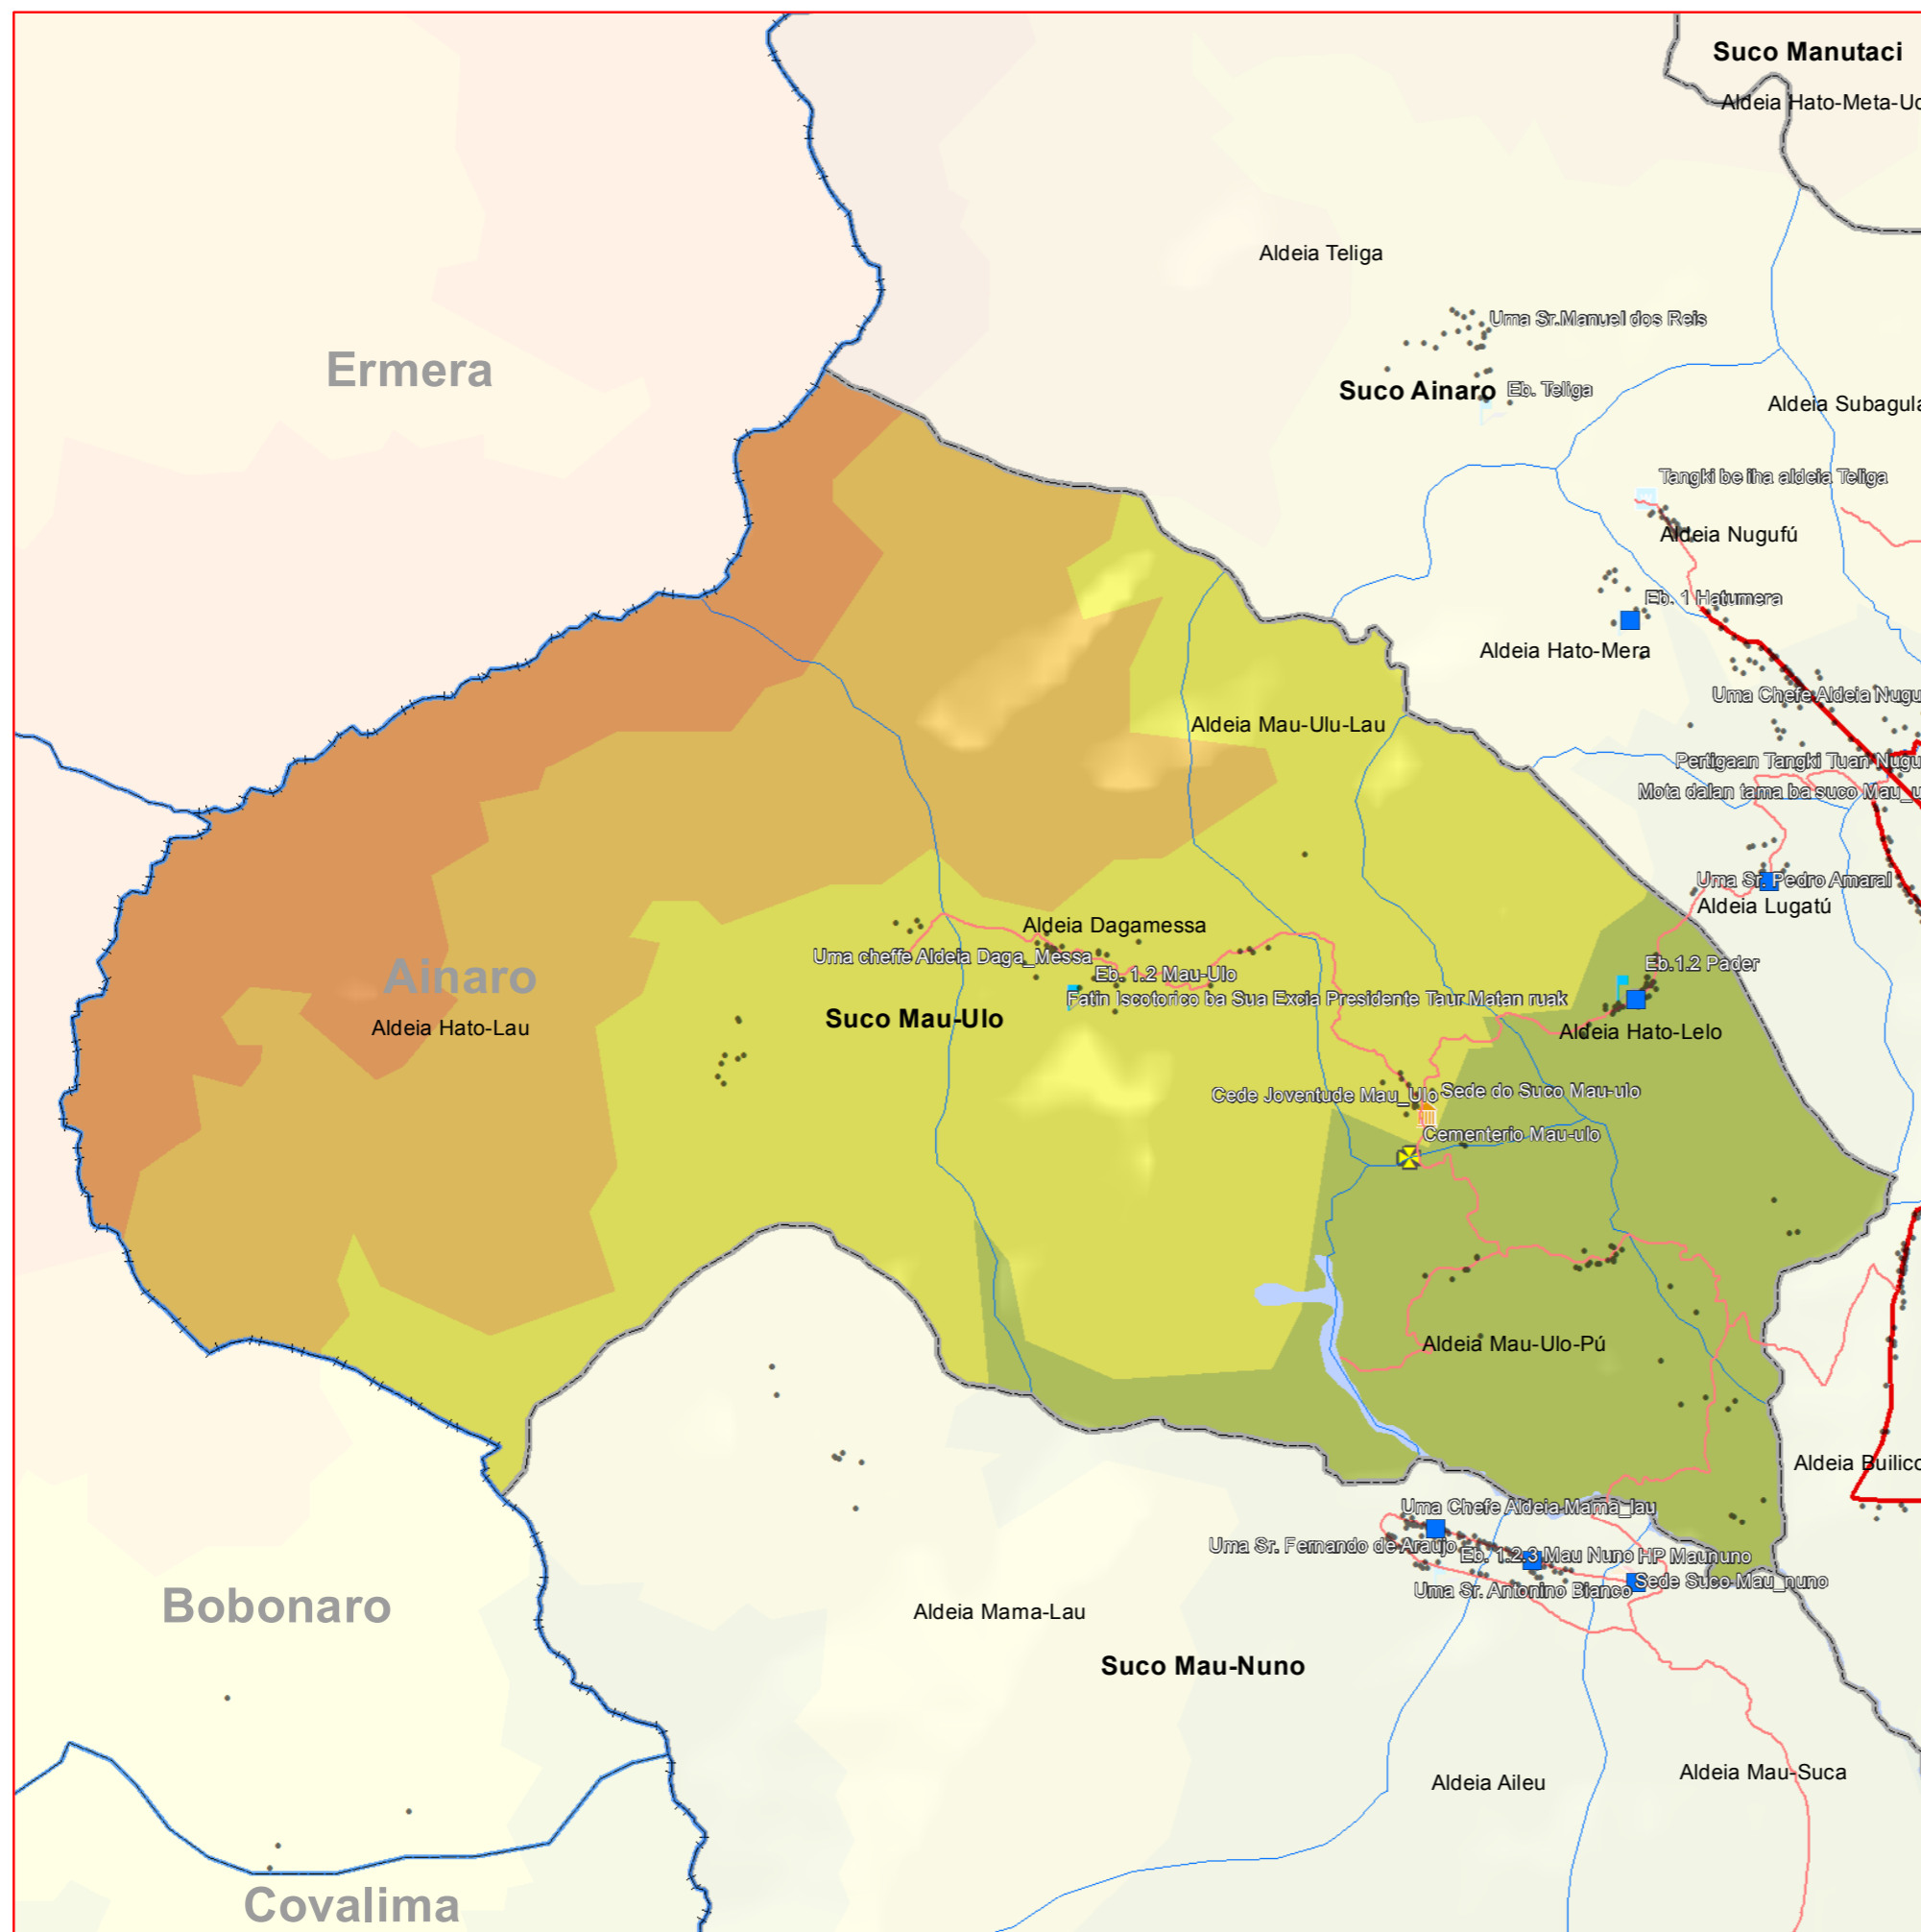 Suco Manutaci
Aldeia Teliga
Uma Sr.Manuel dos Reis
Ermera
Suco Ainaro
Eb. Teliga
Tangki be iha aldeia Teliga
Aldeia Nugufú
Eb. 1 Hatumera
Aldeia Hato-Mera
Uma Chefe Aldeia Nugu
Aldeia Mau-Ulu-Lau
Pertigaan Tangki Tuan Nugu
Mota dalan tama ba suco Mau_u
Uma Sr. Pedro Amaral
Aldeia Lugatú
Aldeia Dagamessa
Uma cheffe Aldeia Daga_Messa
Eb. 1.2 Mau-Ulo
Eb.1.2 Pader
Ainaro
Fatin Iscotorico ba Sua Excia Presidente Taur Matan ruak
Aldeia Hato-Lau
Suco Mau-Ulo
Aldeia Hato-Lelo
Cede Joventude Mau_Ulo
Sede do Suco Mau-ulo
Cementerio Mau-ulo
Aldeia Mau-Ulo-Pú
Aldeia Builico
Uma Chefe Aldeia Mama_lau
Uma Sr. Fernando de Araujo
Eb. 1.2.3 Mau Nuno
HP Maununo
Uma Sr. Antonino Bianco
Sede Suco Mau_nuno
Bobonaro
Aldeia Mama-Lau
Suco Mau-Nuno
Aldeia Aileu
Aldeia Mau-Suca
Covalima